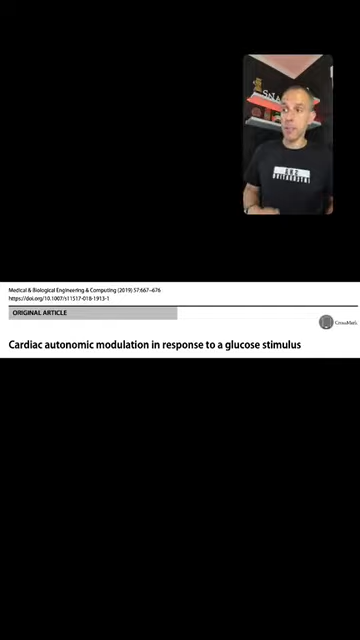 Medical & Biological Engineering & Computing (2019) 57:667–676
https://doi.org/10.1007/s11517-018-1913-1
ORIGINAL ARTICLE
CrossMark
Cardiac autonomic modulation in response to a glucose stimulus